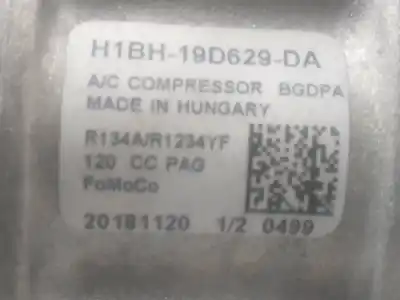 H1BH-19D629-DA
A/C COMPRESSOR BGDPA
MADE IN HUNGARY
R134A/R1234YF
120 CC PAG
FoMoCo
20181120 1/2 0499